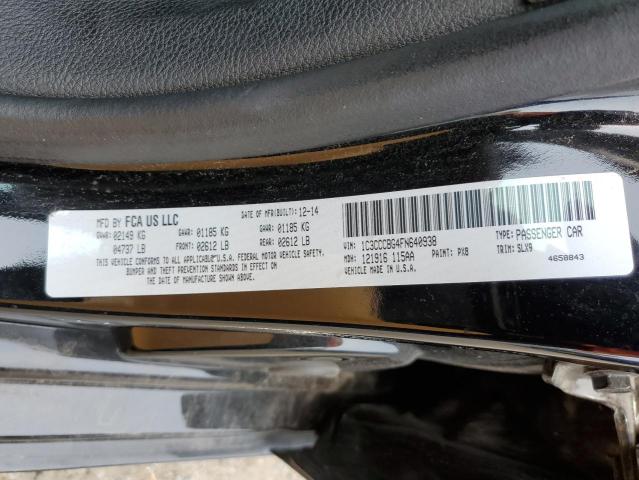 MFD BY FCA US LLC
DATE OF MFR(BUILT): 12-14
GVWR: 02149 KG
04737 LB
GAWR: 01185 KG
FRONT: 02612 LB
GAWR: 01185 KG
REAR: 02612 LB
THIS VEHICLE CONFORMS TO ALL APPLICABLE U.S.A. FEDERAL MOTOR VEHICLE SAFETY,
BUMPER AND THEFT PREVENTION STANDARDS IN EFFECT ON
THE DATE OF MANUFACTURE SHOWN ABOVE.
VIN: 1C3CCCBG4FN640938
TYPE: PASSENGER CAR
MDH: 121916 115AA
PAINT: PX8
TRIM: SLX9
MADE IN U.S.A.
4658843